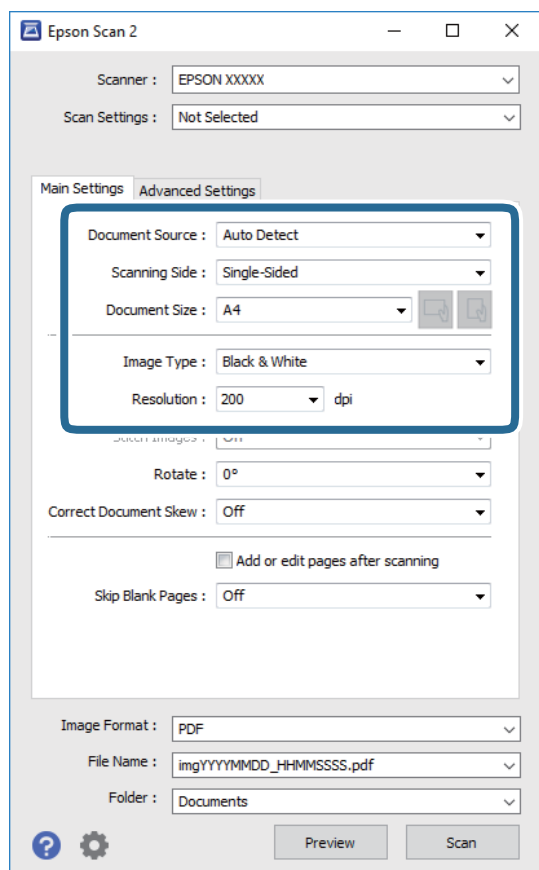 Epson Scan 2
Scanner : EPSON XXXXX
Scan Settings : Not Selected
Main Settings Advanced Settings
Document Source : Auto Detect
Scanning Side : Single-Sided
Document Size : A4
Image Type : Black & White
Resolution : 200 dpi
Stitch Images : Off
Rotate : 0°
Correct Document Skew : Off
Add or edit pages after scanning
Skip Blank Pages : Off
Image Format : PDF
File Name : imgYYYYMMDD_HHMMSSSS.pdf
Folder : Documents
? Preview Scan